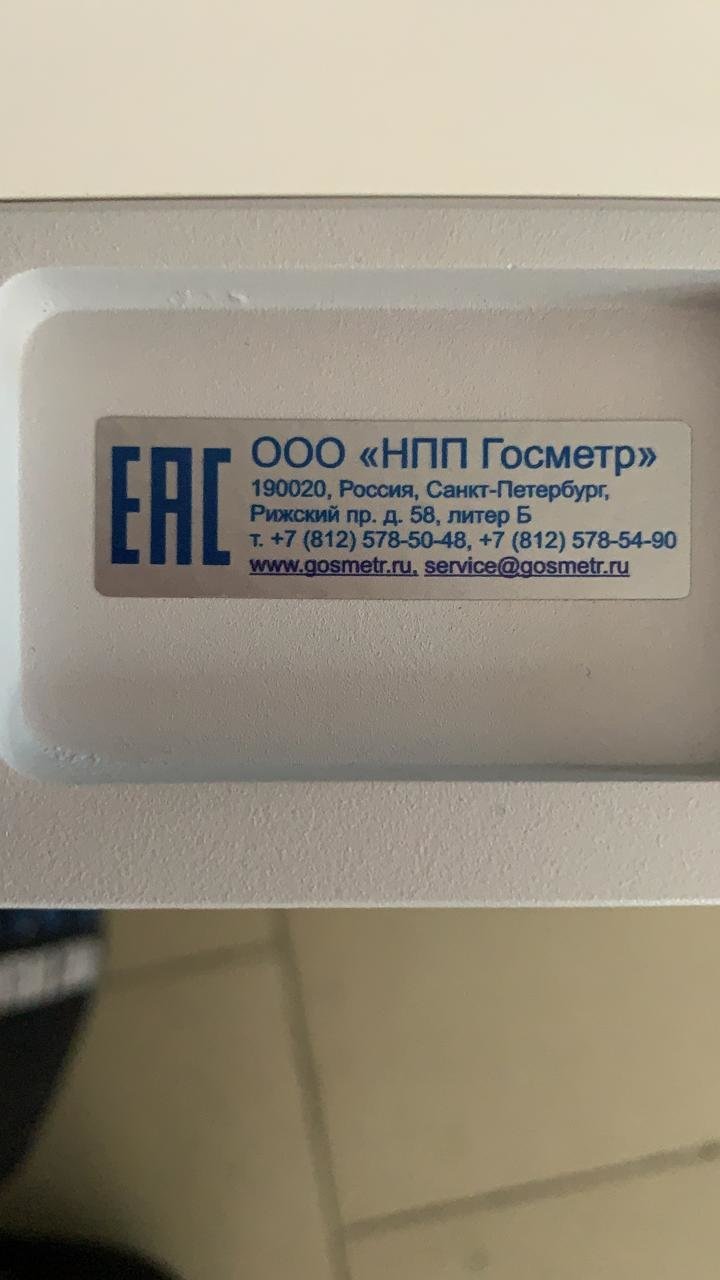 EAC
ООО «НПП Госметр»
190020, Россия, Санкт-Петербург,
Рижский пр. д. 58, литер Б
т. +7 (812) 578-50-48, +7 (812) 578-54-90
www.gosmetr.ru, service@gosmetr.ru